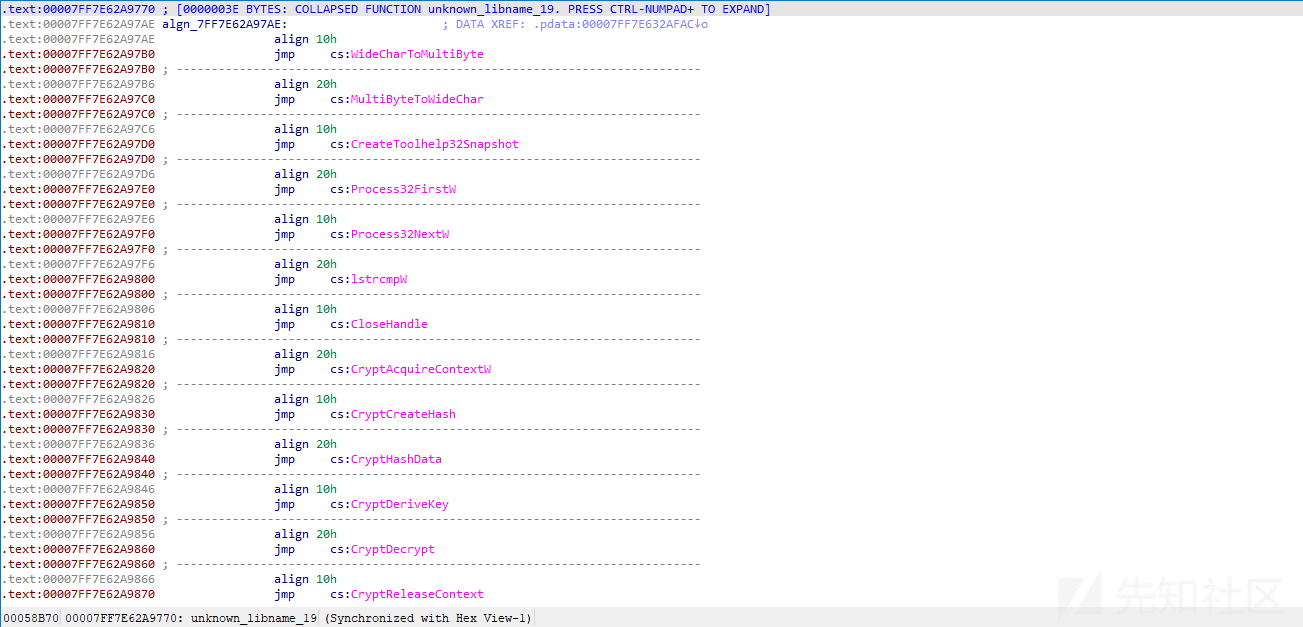 .text:00007FF7E62A9770 ; [0000003E BYTES: COLLAPSED FUNCTION unknown_libname_19. PRESS CTRL-NUMPAD+ TO EXPAND]
.text:00007FF7E62A97AE algn_7FF7E62A97AE: ; DATA XREF: .pdata:00007FF7E632AFAC↓o
.text:00007FF7E62A97AE align 10h
.text:00007FF7E62A97B0 jmp cs:WideCharToMultiByte
.text:00007FF7E62A97B0 ; ---------------------------------------------------------------------------
.text:00007FF7E62A97B6 align 20h
.text:00007FF7E62A97C0 jmp cs:MultiByteToWideChar
.text:00007FF7E62A97C0 ; ---------------------------------------------------------------------------
.text:00007FF7E62A97C6 align 10h
.text:00007FF7E62A97D0 jmp cs:CreateToolhelp32Snapshot
.text:00007FF7E62A97D0 ; ---------------------------------------------------------------------------
.text:00007FF7E62A97D6 align 20h
.text:00007FF7E62A97E0 jmp cs:Process32FirstW
.text:00007FF7E62A97E0 ; ---------------------------------------------------------------------------
.text:00007FF7E62A97E6 align 10h
.text:00007FF7E62A97F0 jmp cs:Process32NextW
.text:00007FF7E62A97F0 ; ---------------------------------------------------------------------------
.text:00007FF7E62A97F6 align 20h
.text:00007FF7E62A9800 jmp cs:lstrcmpW
.text:00007FF7E62A9800 ; ---------------------------------------------------------------------------
.text:00007FF7E62A9806 align 10h
.text:00007FF7E62A9810 jmp cs:CloseHandle
.text:00007FF7E62A9810 ; ---------------------------------------------------------------------------
.text:00007FF7E62A9816 align 20h
.text:00007FF7E62A9820 jmp cs:CryptAcquireContextW
.text:00007FF7E62A9820 ; ---------------------------------------------------------------------------
.text:00007FF7E62A9826 align 10h
.text:00007FF7E62A9830 jmp cs:CryptCreateHash
.text:00007FF7E62A9830 ; ---------------------------------------------------------------------------
.text:00007FF7E62A9836 align 20h
.text:00007FF7E62A9840 jmp cs:CryptHashData
.text:00007FF7E62A9840 ; ---------------------------------------------------------------------------
.text:00007FF7E62A9846 align 10h
.text:00007FF7E62A9850 jmp cs:CryptDeriveKey
.text:00007FF7E62A9850 ; ---------------------------------------------------------------------------
.text:00007FF7E62A9856 align 20h
.text:00007FF7E62A9860 jmp cs:CryptDecrypt
.text:00007FF7E62A9860 ; ---------------------------------------------------------------------------
.text:00007FF7E62A9866 align 10h
.text:00007FF7E62A9870 jmp cs:CryptReleaseContext
先知社区
00058B70 00007FF7E62A9770: unknown_libname_19 (Synchronized with Hex View-1)